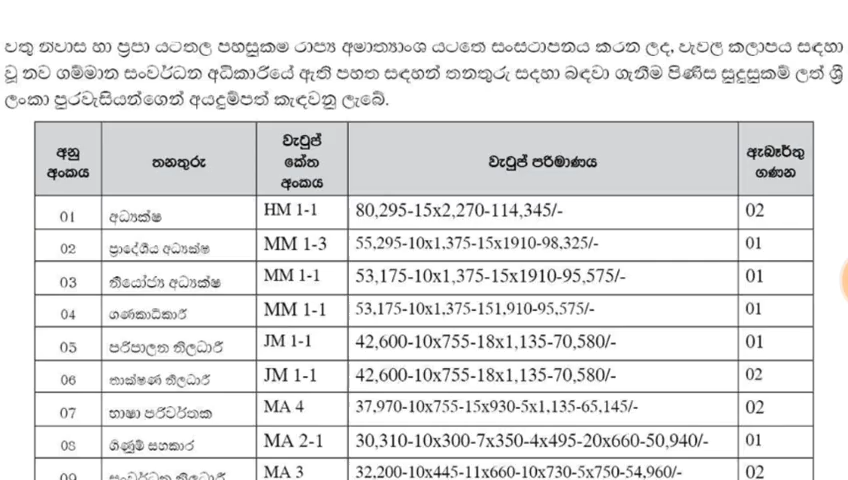 වතු නිවාස හා ප්‍රජා යටිතල පහසුකම් රාජ්‍ය අමාත්‍යාංශ යටතේ සංස්ථාපනය කරන ලද, වැවිලි කලාපය සඳහා
වූ නව ගම්මාන සංවර්ධන අධිකාරියේ ඇති පහත සඳහන් තනතුරු සඳහා බඳවා ගැනීම පිණිස සුදුසුකම් ලත් ශ්‍රී
ලංකා පුරවැසියන්ගෙන් අයදුම්පත් කැඳවනු ලැබේ.
අනු අංකය තනතුරු වැටුප් කේත අංකය වැටුප් පරිමාණය ඇබෑර්තු ගණන
01 අධ්‍යක්ෂ HM 1-1 80,295-15x2,270-114,345/- 02
02 ප්‍රාදේශීය අධ්‍යක්ෂ MM 1-3 55,295-10x1,375-15x1910-98,325/- 01
03 නියෝජ්‍ය අධ්‍යක්ෂ MM 1-1 53,175-10x1,375-15x1910-95,575/- 01
04 ගණකාධිකාරී MM 1-1 53,175-10x1,375-151,910-95,575/- 01
05 පරිපාලන නිලධාරී JM 1-1 42,600-10x755-18x1,135-70,580/- 01
06 තාක්ෂණ නිලධාරී JM 1-1 42,600-10x755-18x1,135-70,580/- 02
07 භාෂා පරිවර්තක MA 4 37,970-10x755-15x930-5x1,135-65,145/- 02
08 ගිණුම් සහකාර MA 2-1 30,310-10x300-7x350-4x495-20x660-50,940/- 01
09 සංවර්ධන නිලධාරී MA 3 32,200-10x445-11x660-10x730-5x750-54,960/- 02